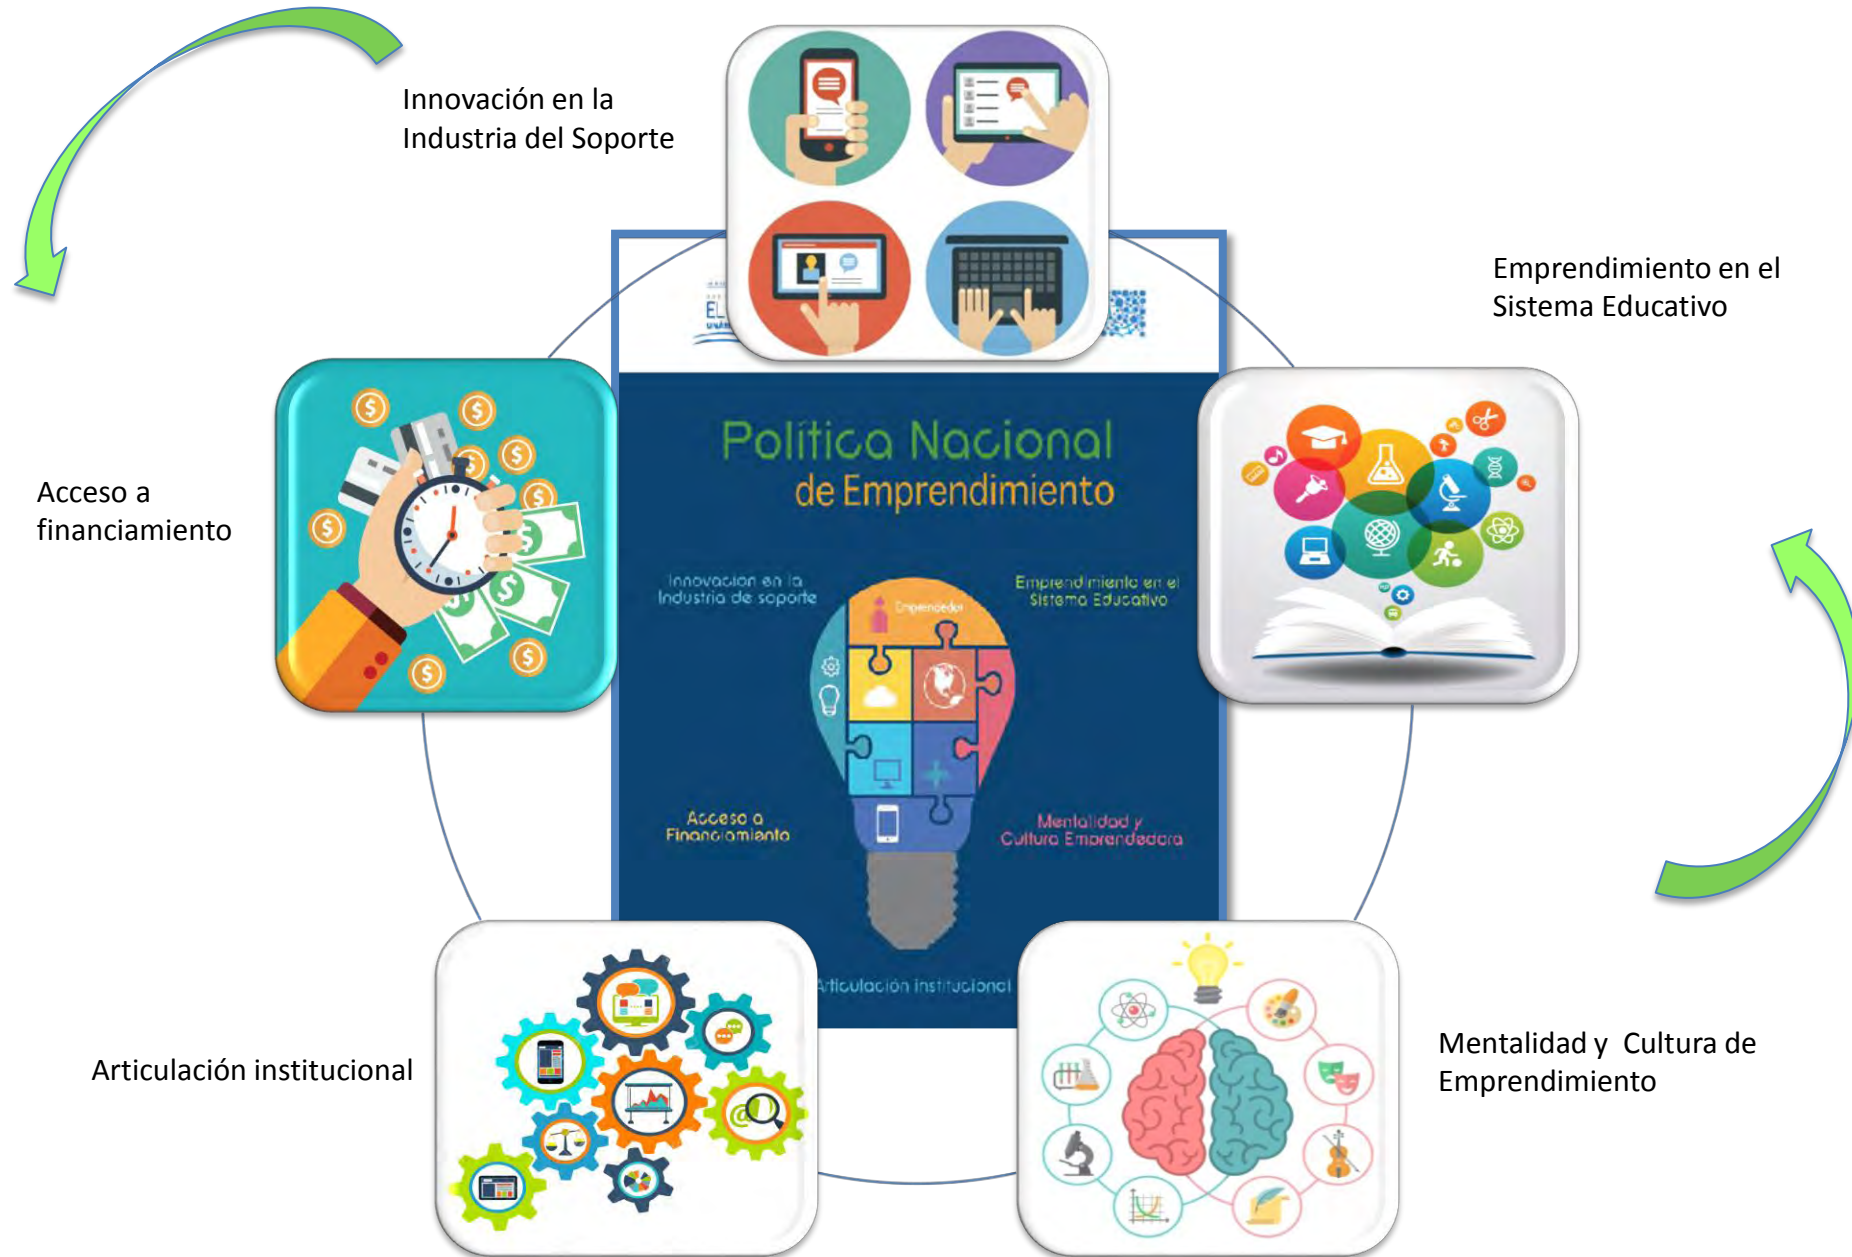 Innovación en la
Industria del Soporte
Emprendimiento en el
Sistema Educativo
Acceso a
financiamiento
Política Nacional
de Emprendimiento
Innovación en la
Industria de soporte
Emprendimiento en el
Sistema Educativo
Emprendedor
Acceso a
Financiamiento
Mentalidad y
Cultura Emprendedora
Articulación institucional
Articulación institucional
Mentalidad y Cultura de
Emprendimiento
EL